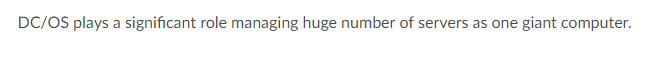 DC/OS plays a significant role managing huge number of servers as one giant computer.